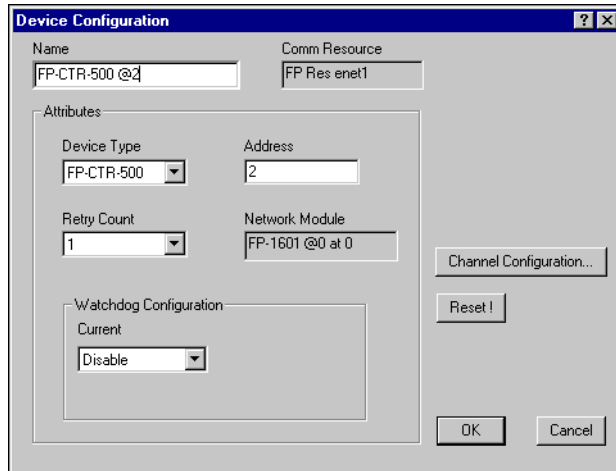 Device Configuration
? X
Name
Comm Resource
FP-CTR-500 @2
FP Res enet1
Attributes
Device Type
Address
FP-CTR-500
2
Retry Count
Network Module
1
FP-1601 @0 at 0
Channel Configuration...
Watchdog Configuration
Reset !
Current
Disable
OK
Cancel